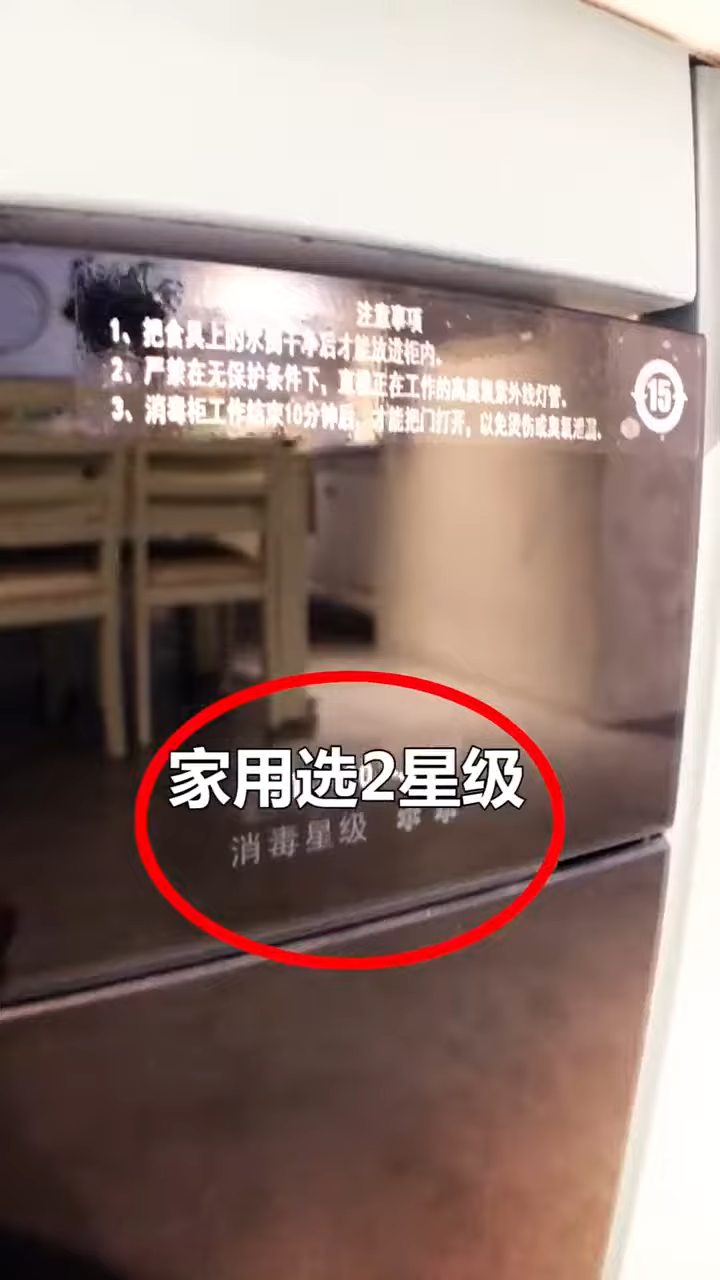 注意事项
1、把食具上的水倒干净后才能放进柜内。
2、严禁在无保护条件下，直视正在工作的高臭氧紫外线灯管。
3、消毒柜工作结束10分钟后，才能把门打开，以免烫伤或臭氧泄漏。
15
家用选2星级
消毒星级